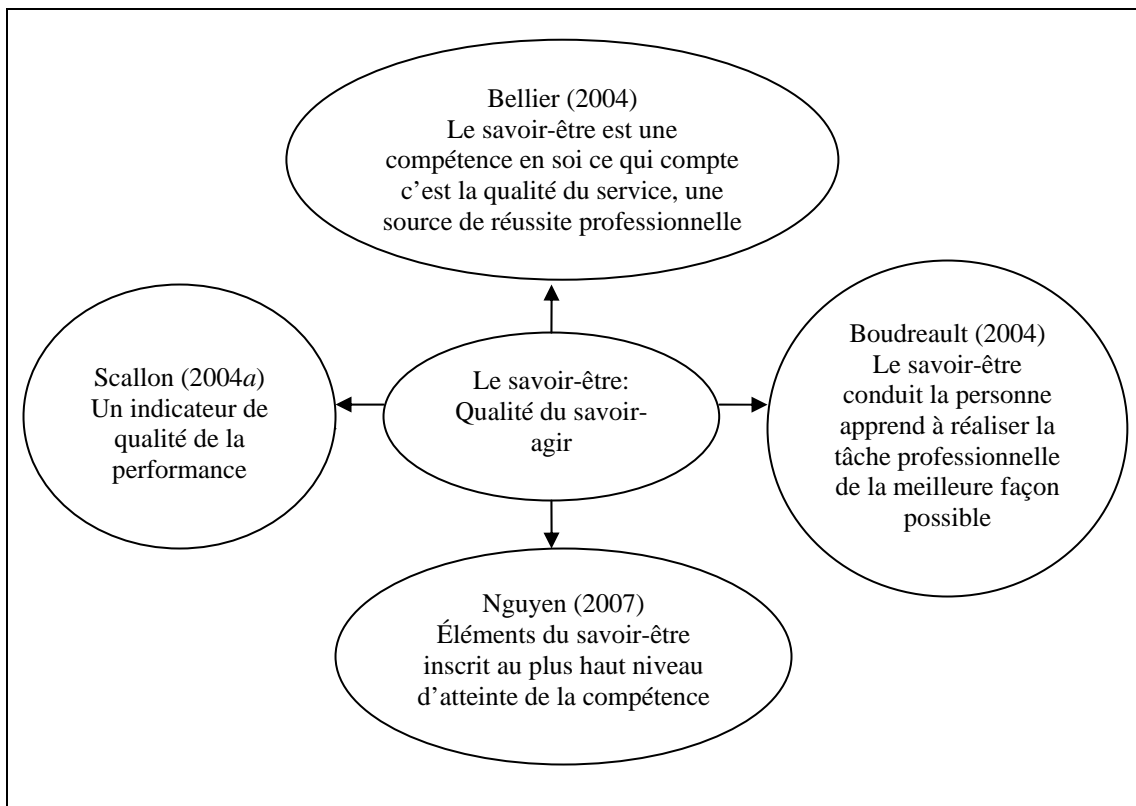 Bellier (2004)
Le savoir-être est une
compétence en soi ce qui compte
c’est la qualité du service, une
source de réussite professionnelle
Scallon (2004a)
Un indicateur de
qualité de la
performance
Le savoir-être:
Qualité du savoir-
agir
Boudreault (2004)
Le savoir-être
conduit la personne
apprend à réaliser la
tâche professionnelle
de la meilleure façon
possible
Nguyen (2007)
Éléments du savoir-être
inscrit au plus haut niveau
d’atteinte de la compétence